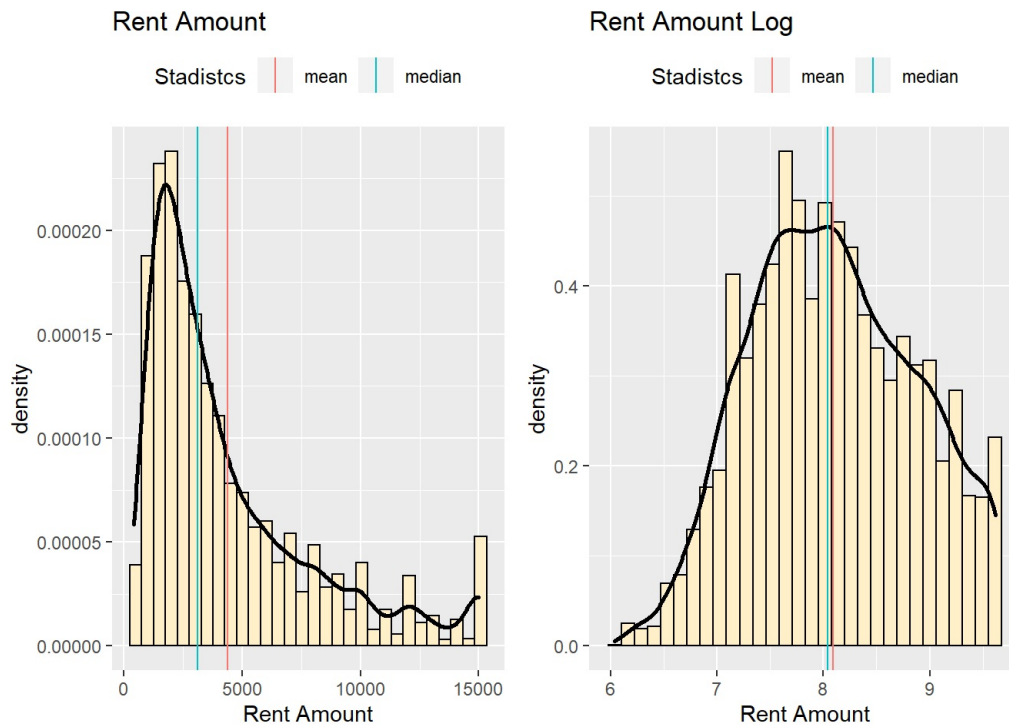 Rent Amount
Stadistcs mean median
0.00020
0.00015
0.00010
0.00005
0.00000
density
0 5000 10000 15000
Rent Amount
Rent Amount Log
Stadistcs mean median
0.4
0.2
0.0
density
6 7 8 9
Rent Amount